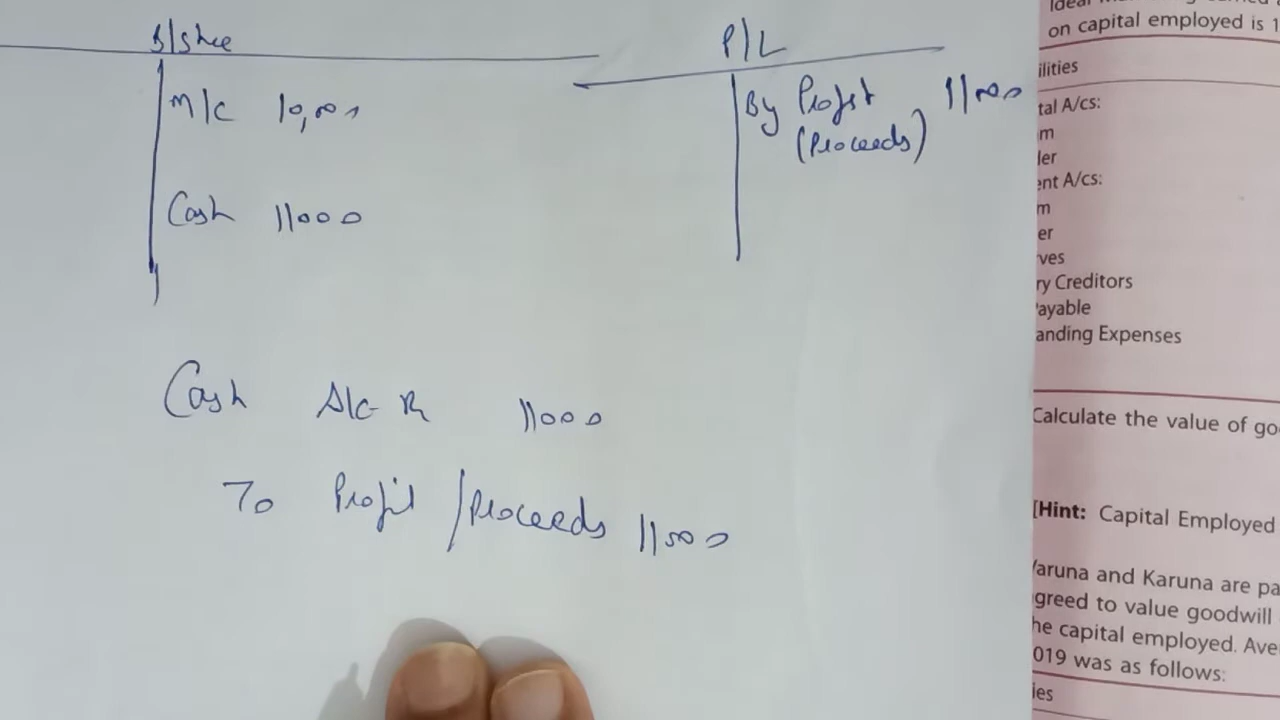 B/Shee
M/C 10,000
Cash 11000
P/L
By Profit 11000
(Proceeds)
Cash A/c Dr 11000
To Profit /Proceeds 11000
on capital employed is 1
ilities
tal A/cs:
m
ler
ent A/cs:
m
er
ves
ry Creditors
ayable
anding Expenses
Calculate the value of go
[Hint: Capital Employed
aruna and Karuna are pa
greed to value goodwill
he capital employed. Ave
019 was as follows:
ies